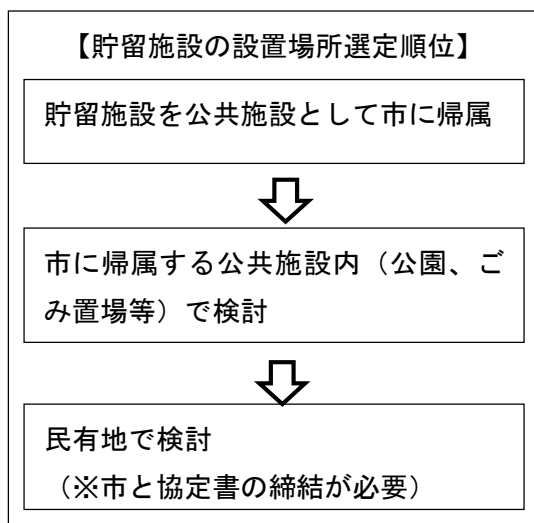 【貯留施設の設置場所選定順位】
貯留施設を公共施設として市に帰属
市に帰属する公共施設内（公園、ご
み置場等）で検討
民有地で検討
（※市と協定書の締結が必要）